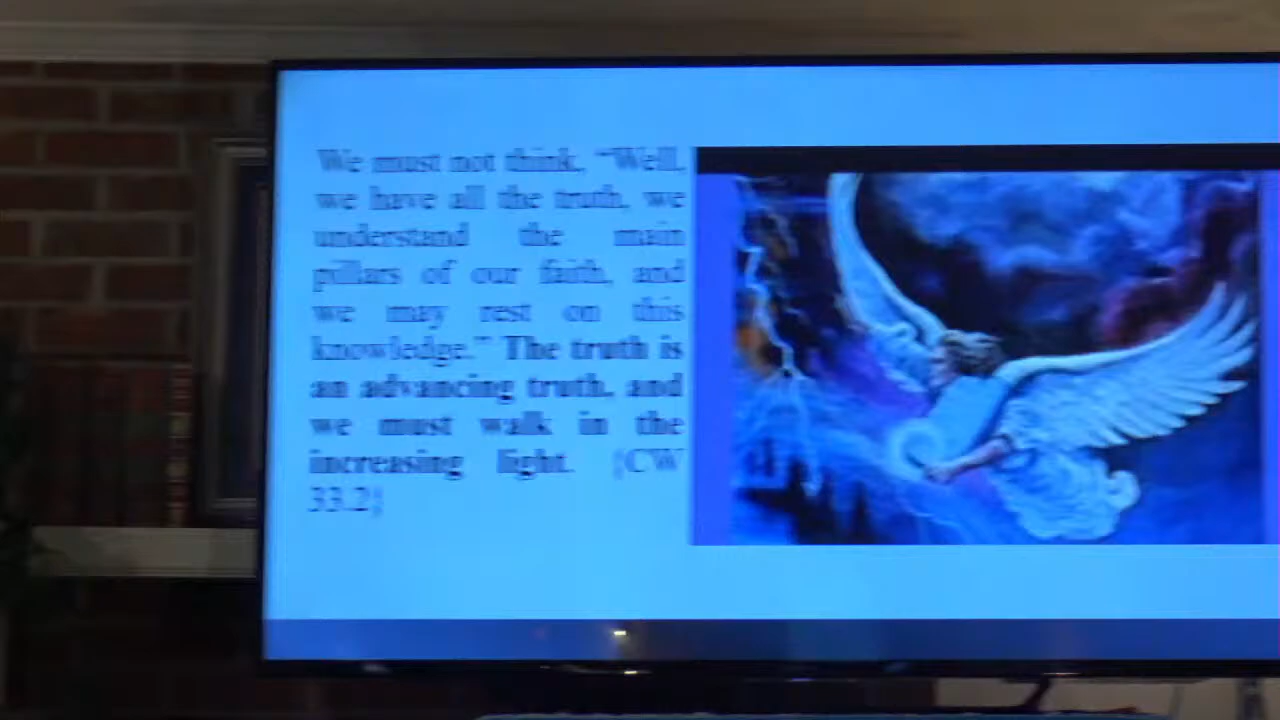 We must not think, “Well,
we have all the truth, we
understand the main
pillars of our faith, and
we may rest on this
knowledge.” The truth is
an advancing truth, and
we must walk in the
increasing light. {CW
33.2}